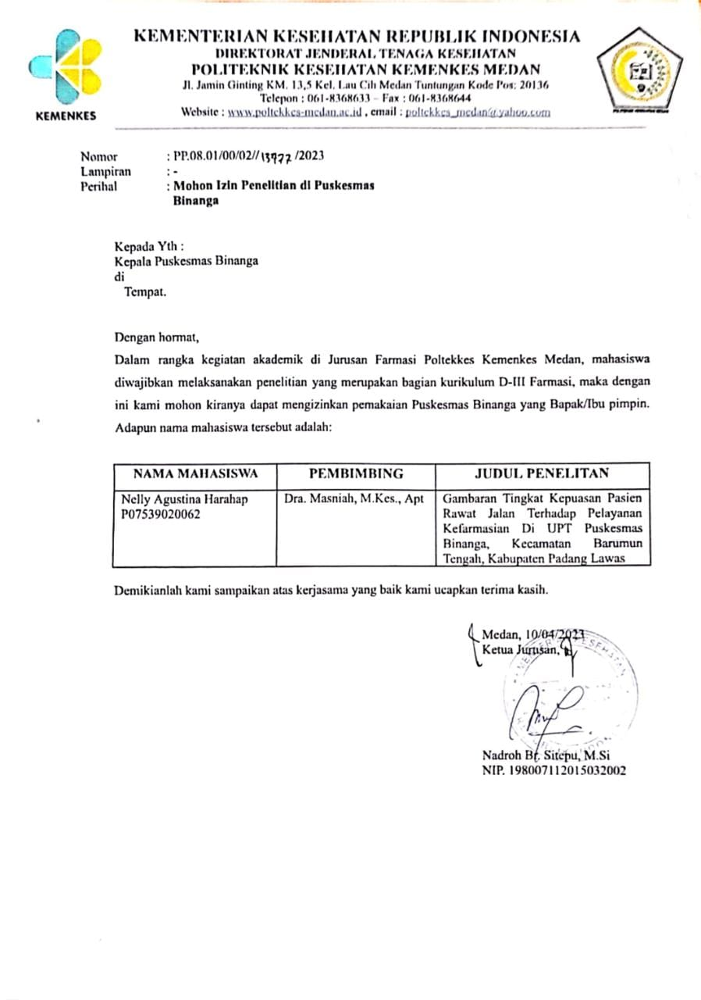 KEMENKES
KEMENTERIAN KESEHATAN REPUBLIK INDONESIA
DIREKTORAT JENDERAL TENAGA KESEHATAN
POLITEKNIK KESEHATAN KEMENKES MEDAN
Jl. Jamin Ginting KM. 13,5 Kel. Lau Cih Medan Tuntungan Kode Pos: 20136
Telepon : 061-8368633 – Fax : 061-8368644
Website : www.poltekkes-medan.ac.id , email : poltekkes_medan@yahoo.com
Nomor : PP.08.01/00/02// /2023
Lampiran : -
Perihal : Mohon Izin Penelitian di Puskesmas
Binanga
Kepada Yth :
Kepala Puskesmas Binanga
di
Tempat.
Dengan hormat,
Dalam rangka kegiatan akademik di Jurusan Farmasi Poltekkes Kemenkes Medan, mahasiswa
diwajibkan melaksanakan penelitian yang merupakan bagian kurikulum D-III Farmasi, maka dengan
ini kami mohon kiranya dapat mengizinkan pemakaian Puskesmas Binanga yang Bapak/Ibu pimpin.
Adapun nama mahasiswa tersebut adalah:
NAMA MAHASISWA PEMBIMBING JUDUL PENELITAN
Nelly Agustina Harahap Dra. Masniah, M.Kes., Apt Gambaran Tingkat Kepuasan Pasien
P07539020062 Rawat Jalan Terhadap Pelayanan
Kefarmasian Di UPT Puskesmas
Binanga, Kecamatan Barumun
Tengah, Kabupaten Padang Lawas
Demikianlah kami sampaikan atas kerjasama yang baik kami ucapkan terima kasih.
Medan, 10/04/2023
Ketua Jurusan,
Nadroh Br. Sitepu, M.Si
NIP. 198007112015032002